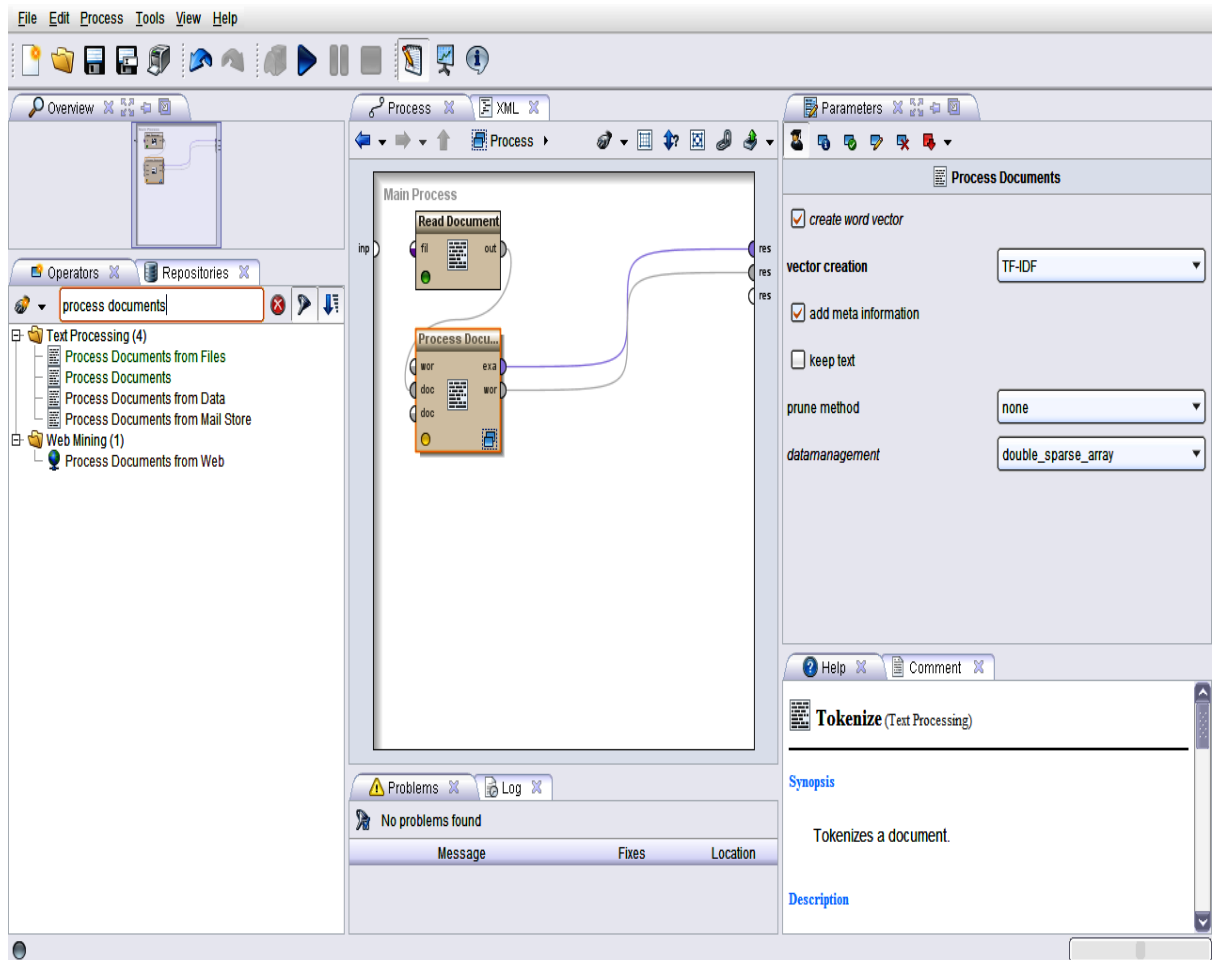 File Edit Process Tools View Help
Overview
Operators
Repositories
process documents
Text Processing (4)
Process Documents from Files
Process Documents
Process Documents from Data
Process Documents from Mail Store
Web Mining (1)
Process Documents from Web
Process
XML
Process
Main Process
Read Document
inp
fil out
res
res
res
Process Docu...
wor exa
doc wor
doc
Problems
Log
No problems found
Message Fixes Location
Parameters
Process Documents
create word vector
vector creation TF-IDF
add meta information
keep text
prune method none
datamanagement double_sparse_array
Help
Comment
Tokenize (Text Processing)
Synopsis
Tokenizes a document.
Description